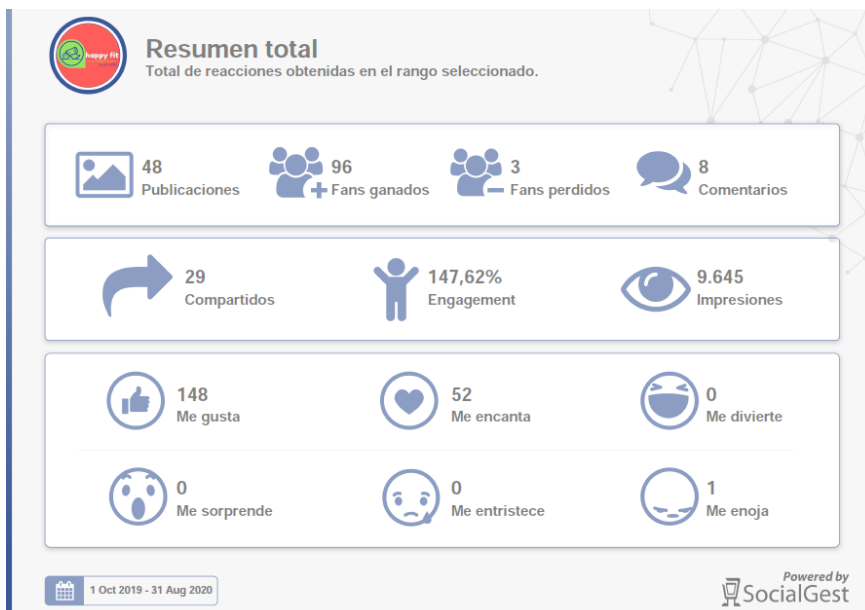 happy fit
Resumen total
Total de reacciones obtenidas en el rango seleccionado.
48
Publicaciones
96
Fans ganados
3
Fans perdidos
8
Comentarios
29
Compartidos
147,62%
Engagement
9.645
Impresiones
148
Me gusta
52
Me encanta
0
Me divierte
0
Me sorprende
0
Me entristece
1
Me enoja
1 Oct 2019 - 31 Aug 2020
Powered by
SocialGest